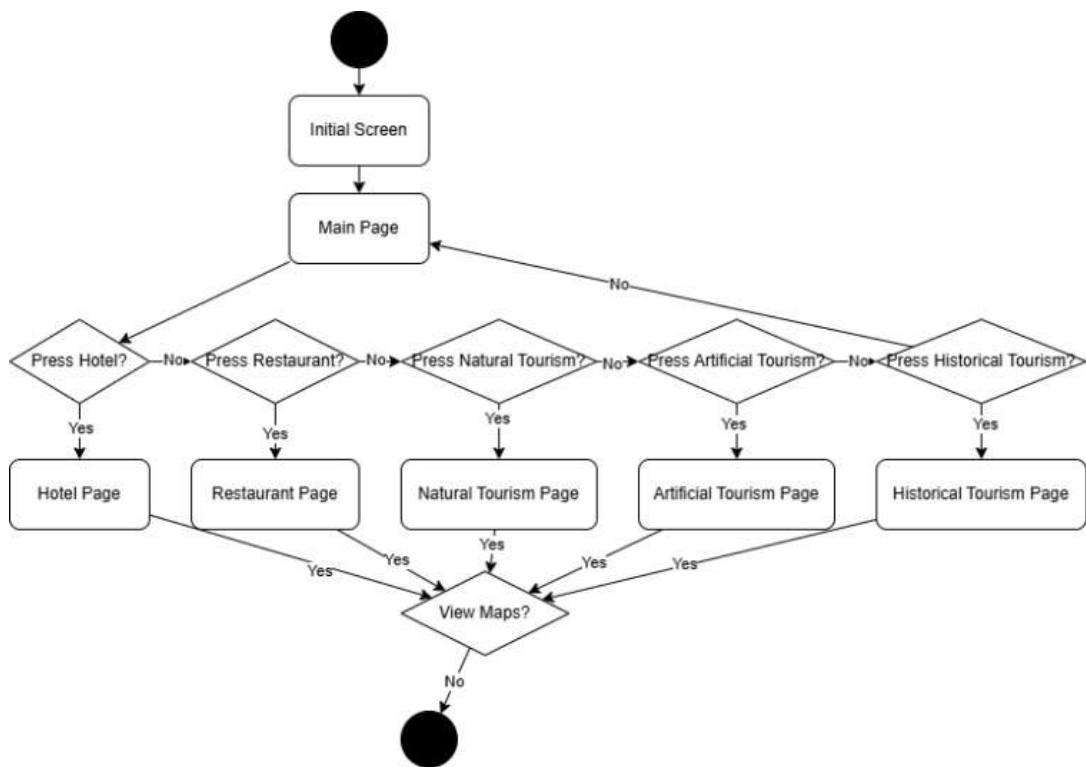 Initial Screen
Main Page
No
Press Hotel?
No
Press Restaurant?
No
Press Natural Tourism?
No
Press Artificial Tourism?
No
Press Historical Tourism?
Yes
Yes
Yes
Yes
Yes
Hotel Page
Restaurant Page
Natural Tourism Page
Artificial Tourism Page
Historical Tourism Page
Yes
Yes
Yes
Yes
Yes
View Maps?
No